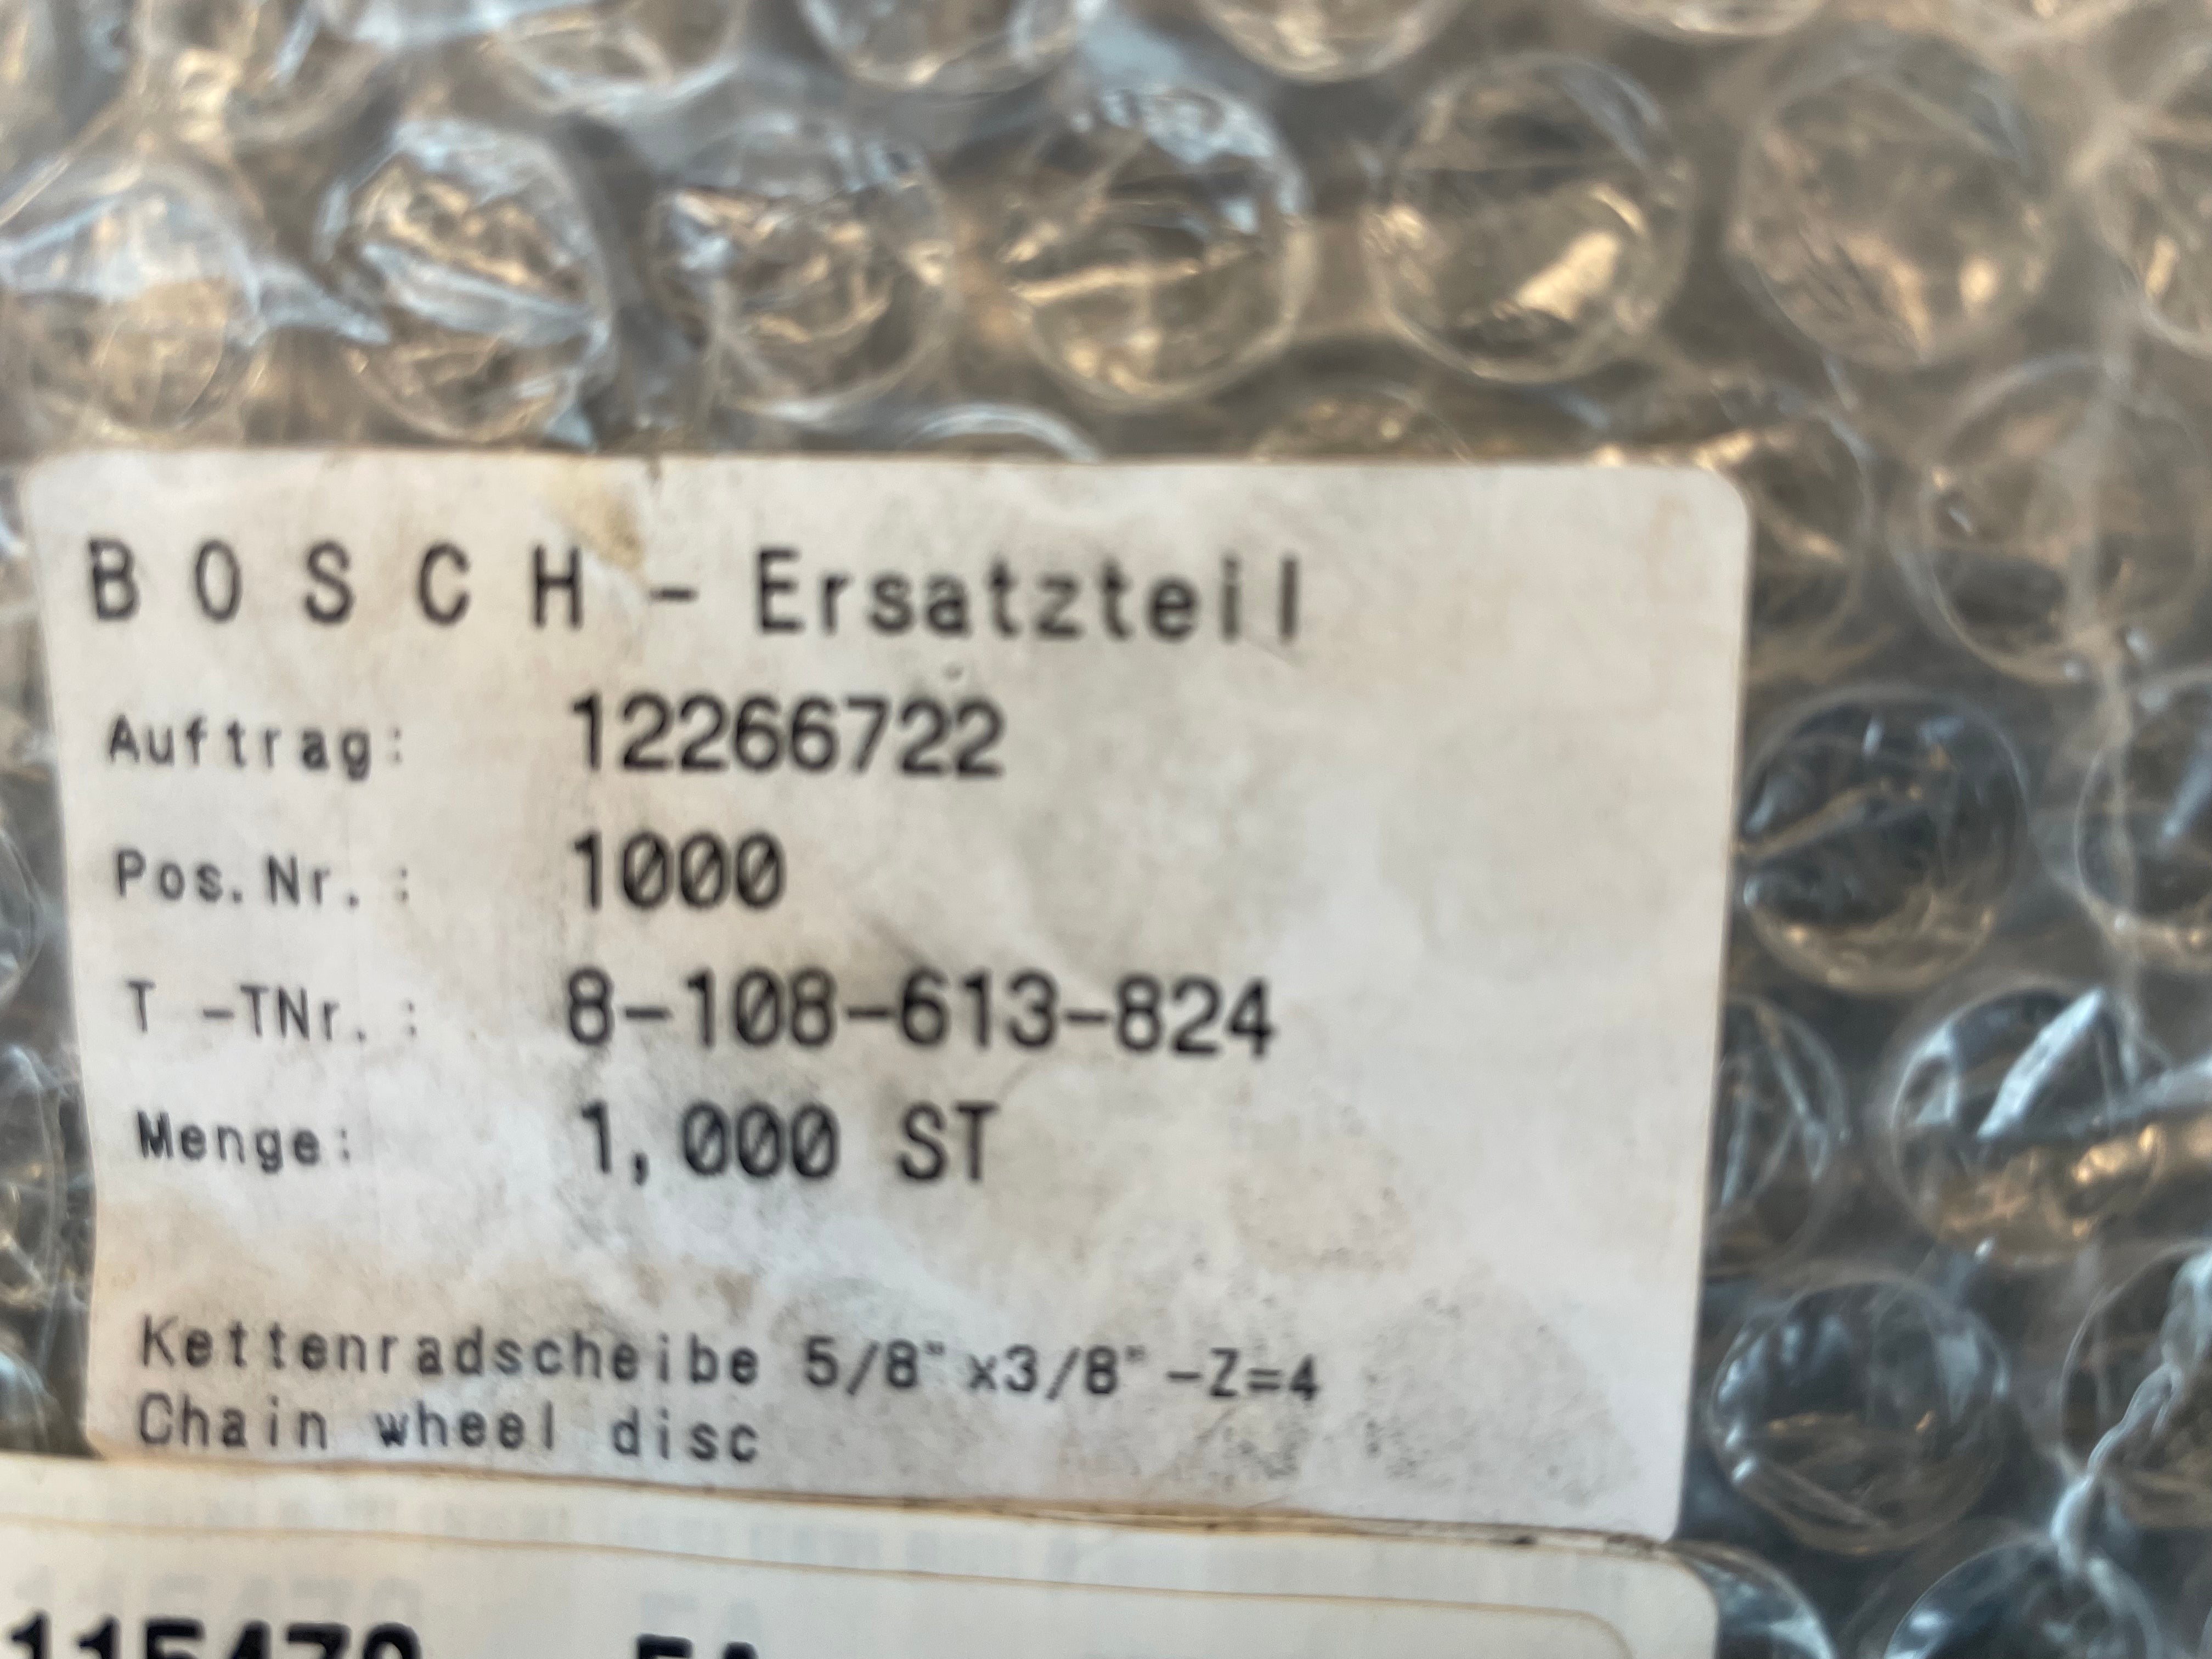 B O S C H - Ersatzteil
Auftrag: 12266722
Pos.Nr. : 1000
T -TNr. : 8-108-613-824
Menge: 1,000 ST
Kettenradscheibe 5/8"x3/8" -Z=4
Chain wheel disc